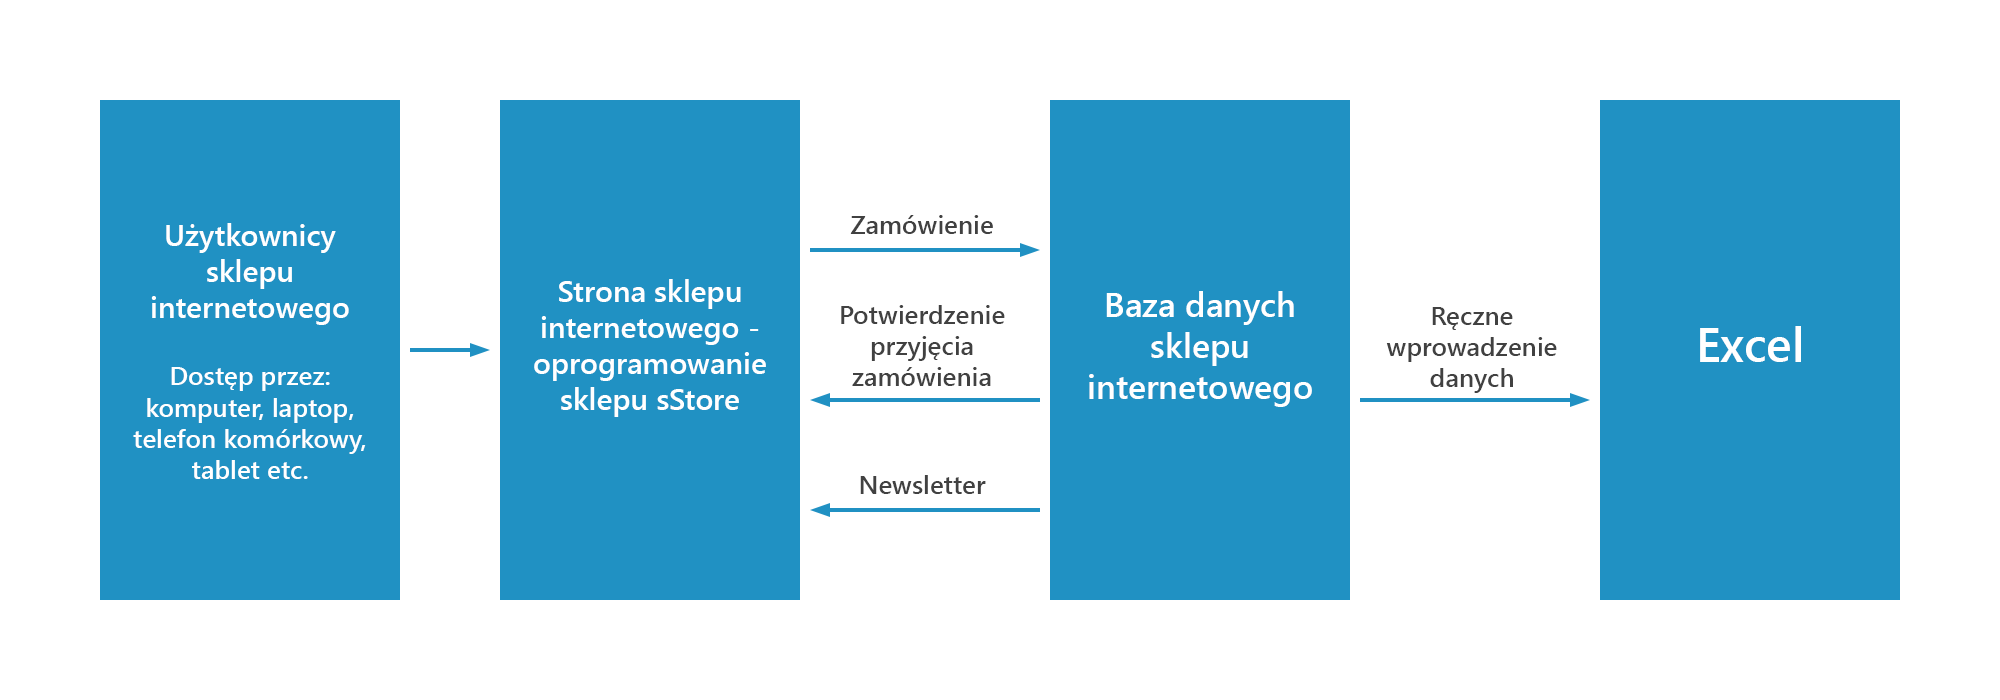 Użytkownicy
sklepu
internetowego
Dostęp przez:
komputer, laptop,
telefon komórkowy,
tablet etc.
Strona sklepu
internetowego -
oprogramowanie
sklepu sStore
Zamówienie
Potwierdzenie
przyjęcia
zamówienia
Newsletter
Baza danych
sklepu
internetowego
Ręczne
wprowadzenie
danych
Excel